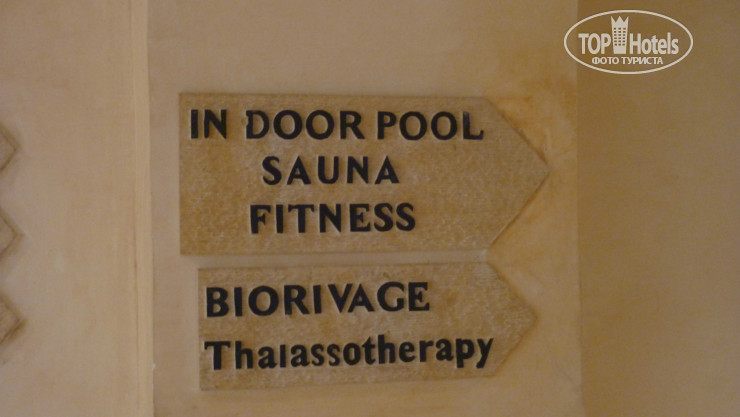 TOP Hotels
ФОТО ТУРИСТА
IN DOOR POOL
SAUNA
FITNESS
BIORIVAGE
Thalassotherapy